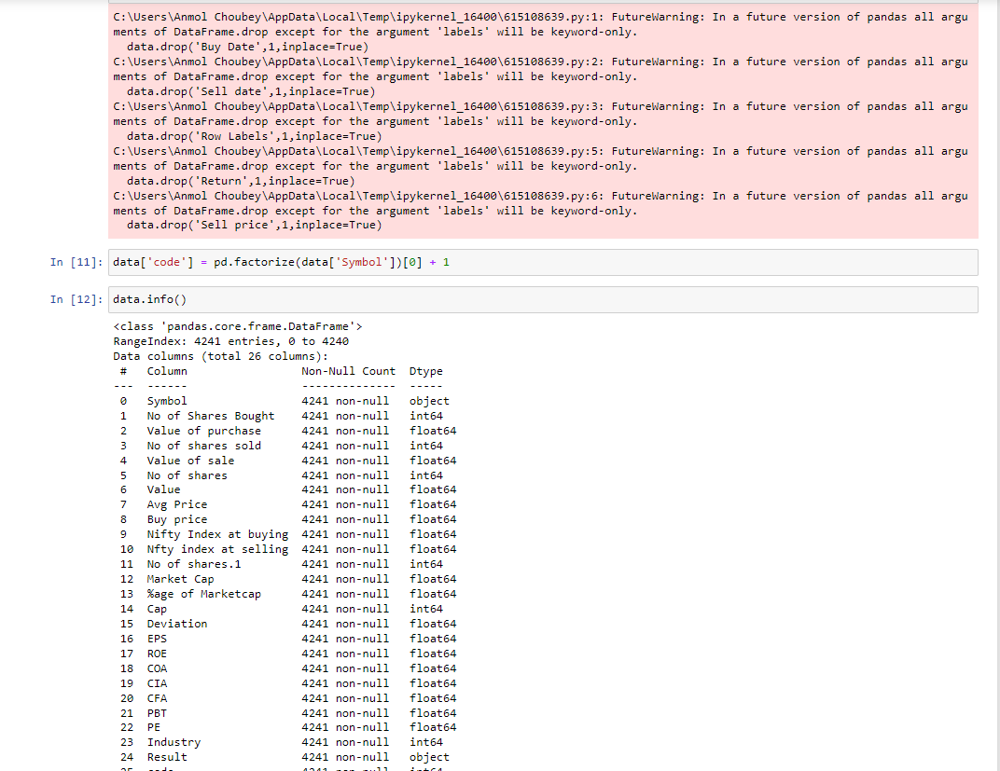 C:\Users\Anmol Choubey\AppData\Local\Temp\ipykernel_16400\615108639.py:1: FutureWarning: In a future version of pandas all argu
ments of DataFrame.drop except for the argument 'labels' will be keyword-only.
  data.drop('Buy Date',1,inplace=True)
C:\Users\Anmol Choubey\AppData\Local\Temp\ipykernel_16400\615108639.py:2: FutureWarning: In a future version of pandas all argu
ments of DataFrame.drop except for the argument 'labels' will be keyword-only.
  data.drop('Sell date',1,inplace=True)
C:\Users\Anmol Choubey\AppData\Local\Temp\ipykernel_16400\615108639.py:3: FutureWarning: In a future version of pandas all argu
ments of DataFrame.drop except for the argument 'labels' will be keyword-only.
  data.drop('Row Labels',1,inplace=True)
C:\Users\Anmol Choubey\AppData\Local\Temp\ipykernel_16400\615108639.py:5: FutureWarning: In a future version of pandas all argu
ments of DataFrame.drop except for the argument 'labels' will be keyword-only.
  data.drop('Return',1,inplace=True)
C:\Users\Anmol Choubey\AppData\Local\Temp\ipykernel_16400\615108639.py:6: FutureWarning: In a future version of pandas all argu
ments of DataFrame.drop except for the argument 'labels' will be keyword-only.
  data.drop('Sell price',1,inplace=True)
In [11]: data['code'] = pd.factorize(data['Symbol'])[0] + 1
In [12]: data.info()
<class 'pandas.core.frame.DataFrame'>
RangeIndex: 4241 entries, 0 to 4240
Data columns (total 26 columns):
 #   Column                 Non-Null Count  Dtype
---  ------                 --------------  -----
 0   Symbol                 4241 non-null   object
 1   No of Shares Bought    4241 non-null   int64
 2   Value of purchase      4241 non-null   float64
 3   No of shares sold      4241 non-null   int64
 4   Value of sale          4241 non-null   float64
 5   No of shares           4241 non-null   int64
 6   Value                  4241 non-null   float64
 7   Avg Price              4241 non-null   float64
 8   Buy price              4241 non-null   float64
 9   Nifty Index at buying  4241 non-null   float64
 10  Nfty index at selling  4241 non-null   float64
 11  No of shares.1         4241 non-null   int64
 12  Market Cap             4241 non-null   float64
 13  %age of Marketcap      4241 non-null   float64
 14  Cap                    4241 non-null   int64
 15  Deviation              4241 non-null   float64
 16  EPS                    4241 non-null   float64
 17  ROE                    4241 non-null   float64
 18  COA                    4241 non-null   float64
 19  CIA                    4241 non-null   float64
 20  CFA                    4241 non-null   float64
 21  PBT                    4241 non-null   float64
 22  PE                     4241 non-null   float64
 23  Industry               4241 non-null   int64
 24  Result                 4241 non-null   object
 25  code                   4241 non-null   int64